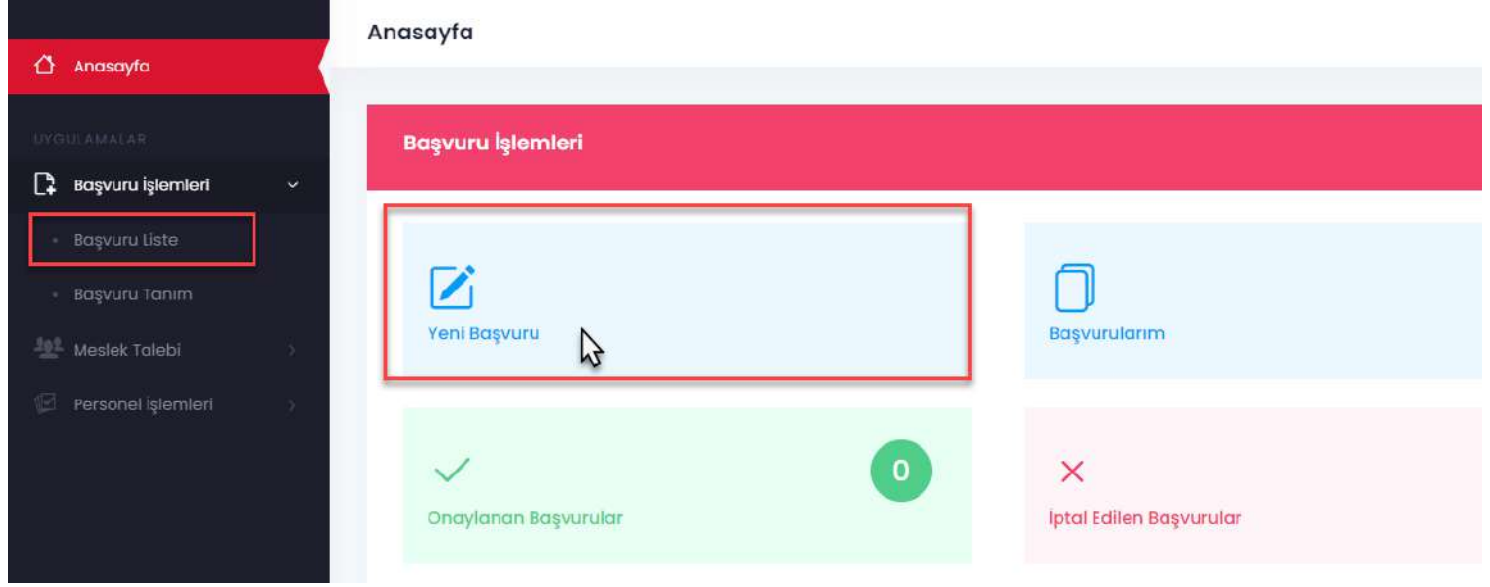 Anasayfa
Anasayfa
UYGULAMALAR
Başvuru İşlemleri
Başvuru İşlemleri
Başvuru Liste
Başvuru Tanım
Meslek Talebi
Personel İşlemleri
Yeni Başvuru
Başvurularım
0
Onaylanan Başvurular
İptal Edilen Başvurular